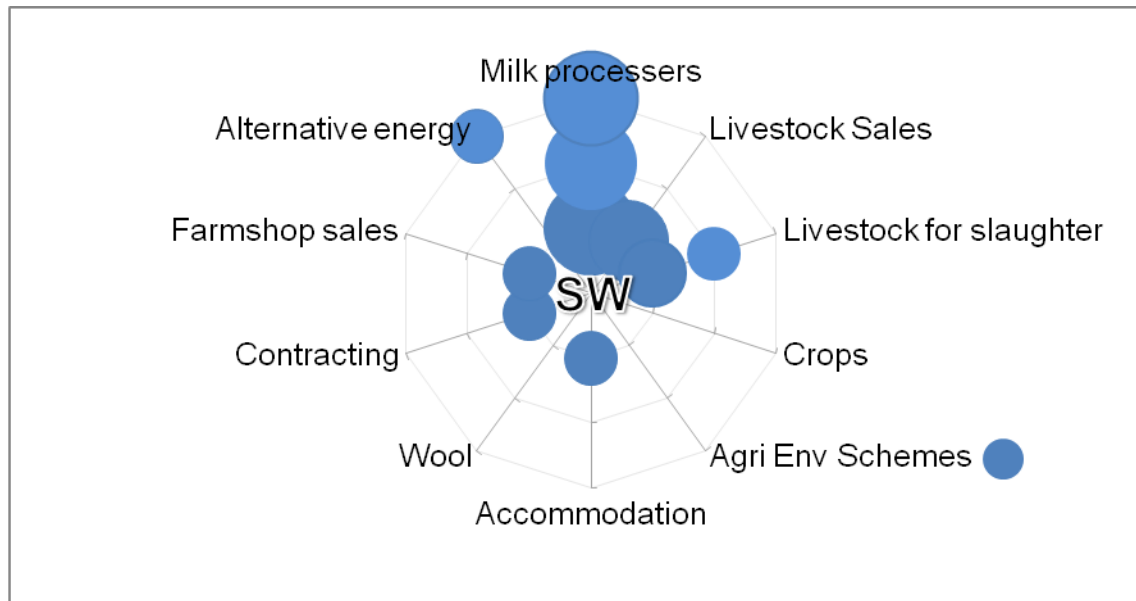 Milk processers
Alternative energy
Livestock Sales
Farmshop sales
Livestock for slaughter
SW
Contracting
Crops
Wool
Agri Env Schemes
Accommodation